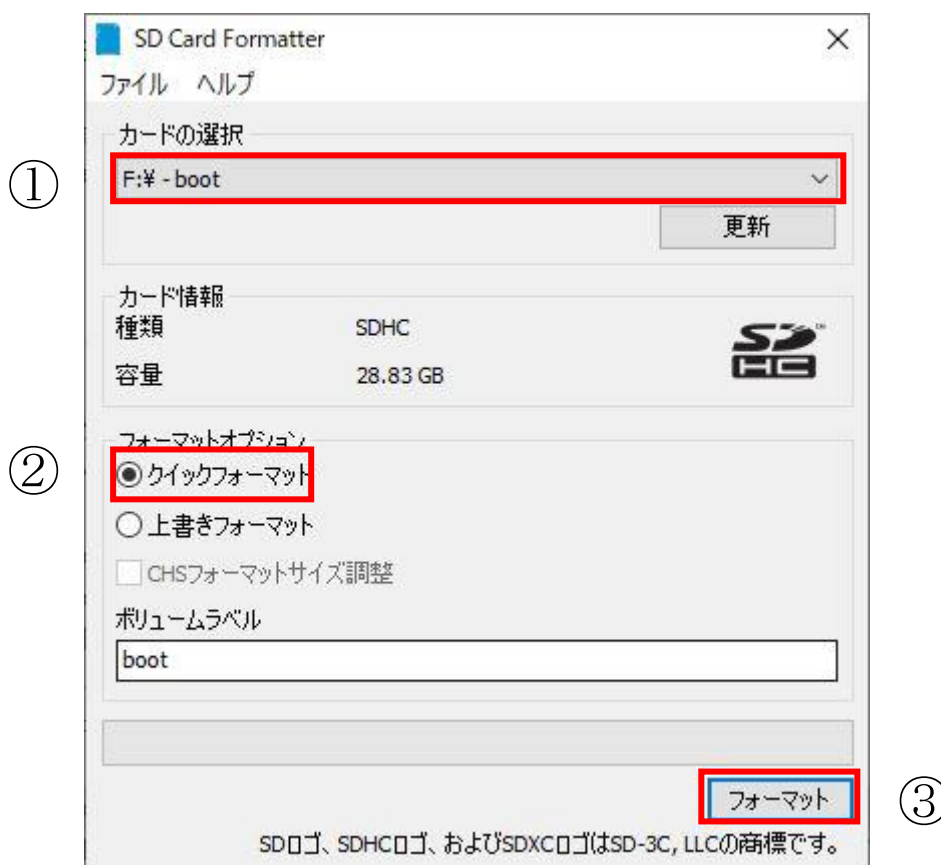 SD Card Formatter
ファイル ヘルプ
カードの選択
①
F:¥ - boot
更新
カード情報
種類 SDHC
容量 28.83 GB
SD HC
フォーマットオプション
②
クイックフォーマット
上書きフォーマット
CHSフォーマットサイズ調整
ボリュームラベル
boot
フォーマット
③
SDロゴ、SDHCロゴ、およびSDXCロゴはSD-3C, LLCの商標です。